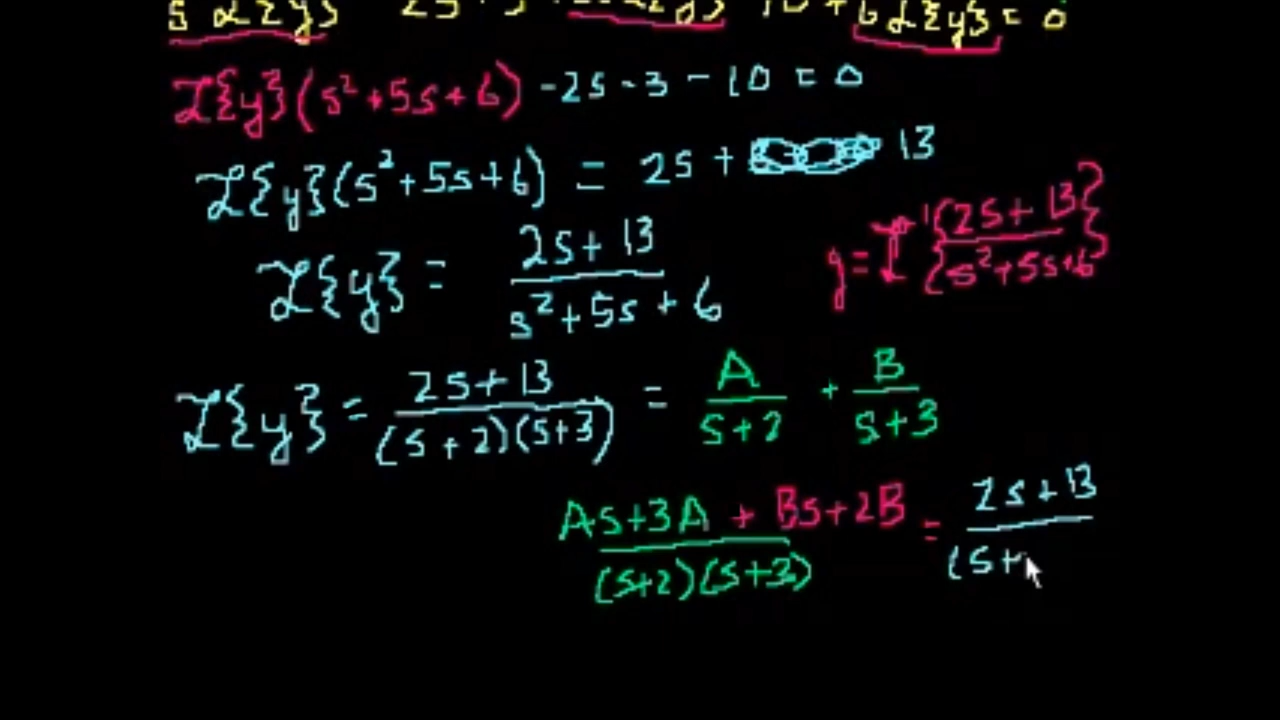 ℒ{y} = 0
ℒ{y}(s²+5s+6) -2s-3-10 = 0
ℒ{y}(s²+5s+6) = 2s + 13
ℒ{y} = (2s+13)/(s²+5s+6)
y = ℒ⁻¹{(2s+13)/(s²+5s+6)}
ℒ{y} = (2s+13)/((s+2)(s+3)) = A/(s+2) + B/(s+3)
(As+3A + Bs+2B)/((s+2)(s+3)) = (2s+13)/(s+